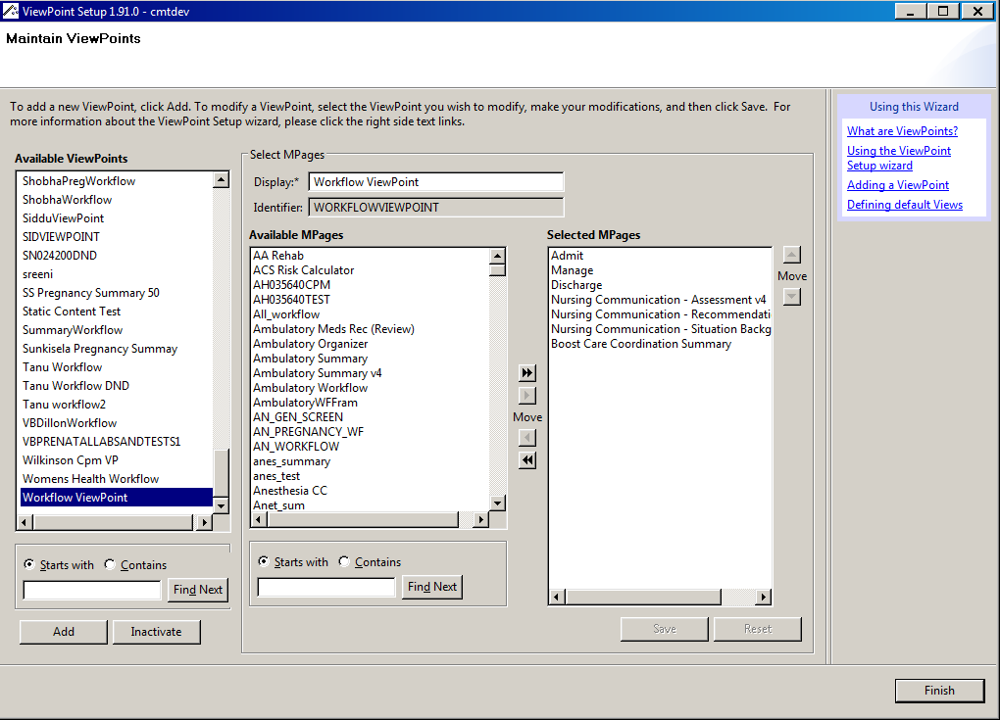 ViewPoint Setup 1.91.0 - cmtdev
Maintain ViewPoints
To add a new ViewPoint, click Add. To modify a ViewPoint, select the ViewPoint you wish to modify, make your modifications, and then click Save. For
more information about the ViewPoint Setup wizard, please click the right side text links.
Available ViewPoints
ShobhaPregWorkflow
ShobhaWorkflow
SidduViewPoint
SIDVIEWPOINT
SN024200DND
sreeni
SS Pregnancy Summary 50
Static Content Test
SummaryWorkflow
Sunkisela Pregnancy Summay
Tanu Workflow
Tanu Workflow DND
Tanu workflow2
VBDillonWorkflow
VBPRENATALLABSANDTESTS1
Wilkinson Cpm VP
Womens Health Workflow
Workflow ViewPoint
Starts with Contains
Find Next
Add Inactivate
Select MPages
Display:* Workflow ViewPoint
Identifier: WORKFLOWVIEWPOINT
Available MPages
AA Rehab
ACS Risk Calculator
AH035640CPM
AH035640TEST
All_workflow
Ambulatory Meds Rec (Review)
Ambulatory Organizer
Ambulatory Summary
Ambulatory Summary v4
Ambulatory Workflow
AmbulatoryWFFram
AN_GEN_SCREEN
AN_PREGNANCY_WF
AN_WORKFLOW
anes_summary
anes_test
Anesthesia CC
Anet_sum
Starts with Contains
Find Next
Move
Selected MPages
Admit
Manage
Discharge
Nursing Communication - Assessment v4
Nursing Communication - Recommendati
Nursing Communication - Situation Backg
Boost Care Coordination Summary
Move
Save Reset
Using this Wizard
What are ViewPoints?
Using the ViewPoint
Setup wizard
Adding a ViewPoint
Defining default Views
Finish